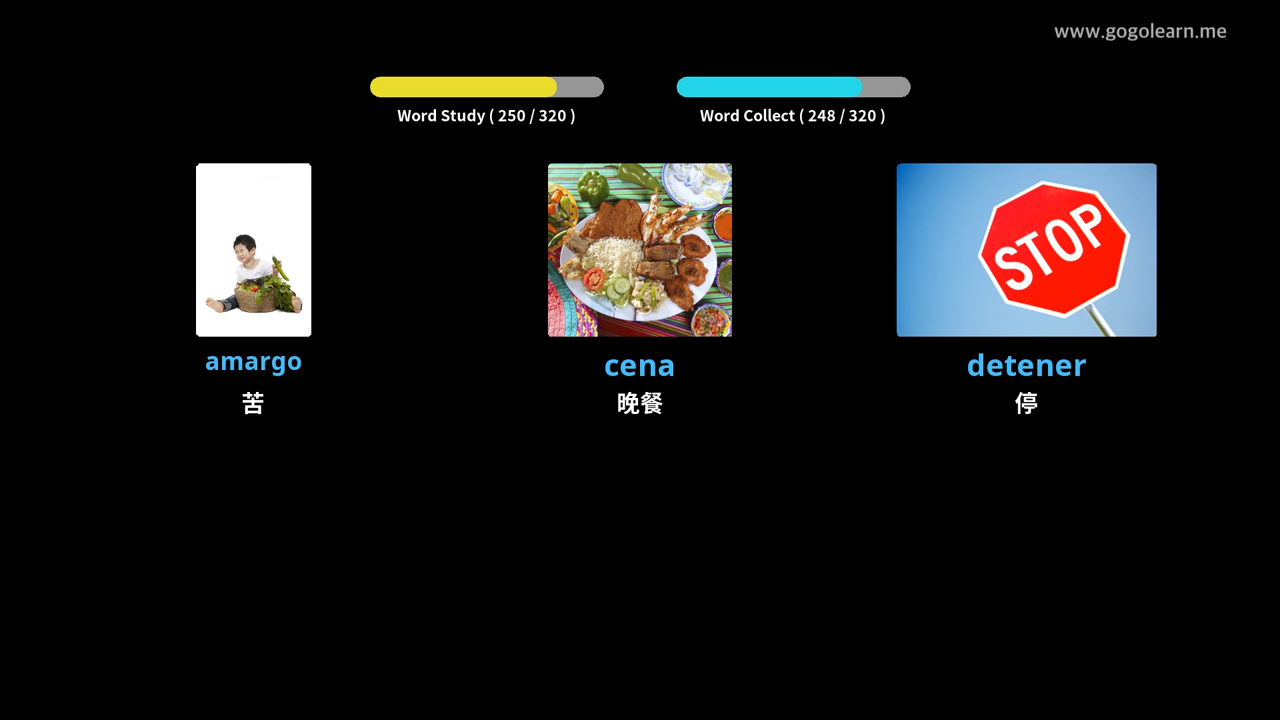 www.gogolearn.me
Word Study ( 250 / 320 )
Word Collect ( 248 / 320 )
STOP
amargo
cena
detener
苦
晚餐
停